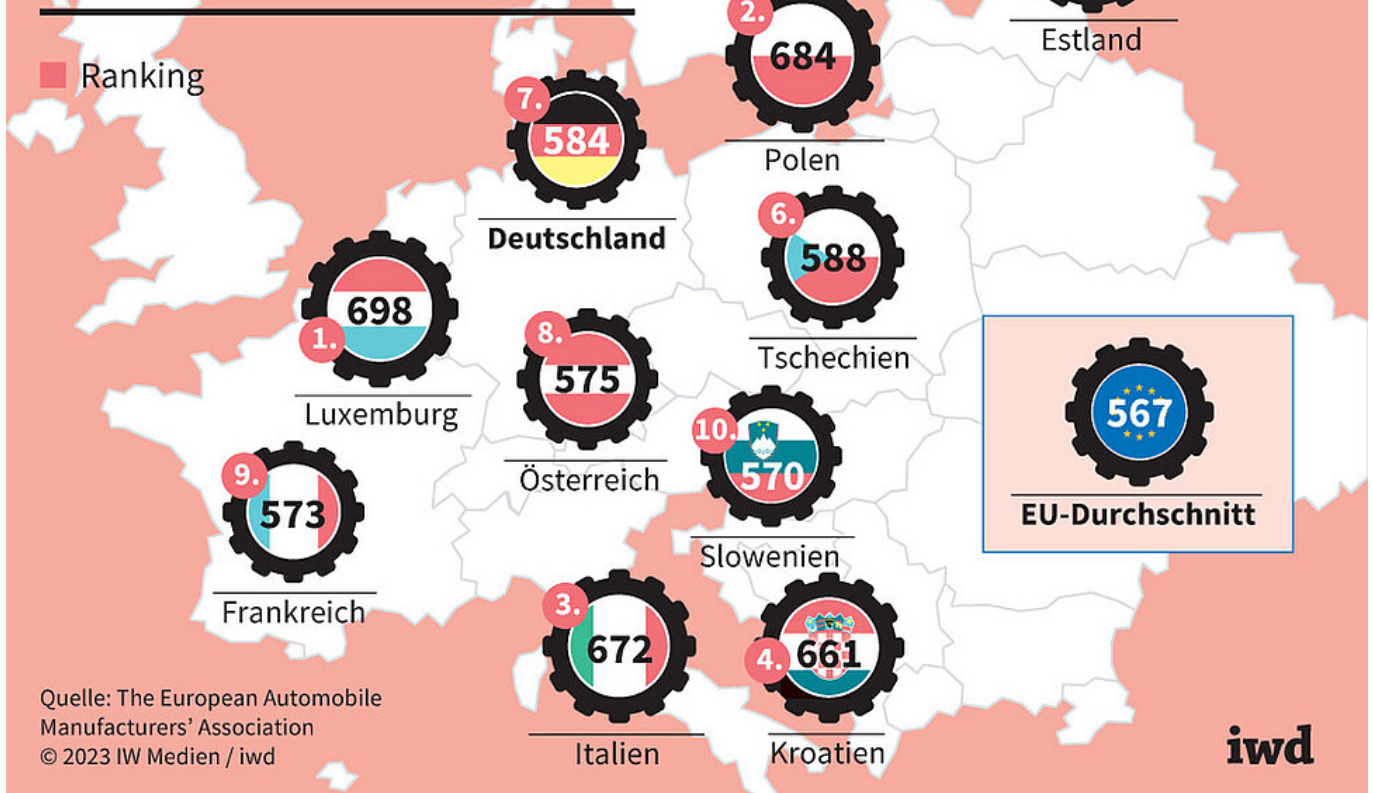 2.
684
Estland
Ranking
7.
584
Polen
Deutschland
6.
588
698
1.
Tschechien
8.
575
567
Luxemburg
10.
570
Österreich
EU-Durchschnitt
9.
573
Slowenien
Frankreich
3.
672
4.
661
Italien
Kroatien
Quelle: The European Automobile
Manufacturers’ Association
© 2023 IW Medien / iwd
iwd